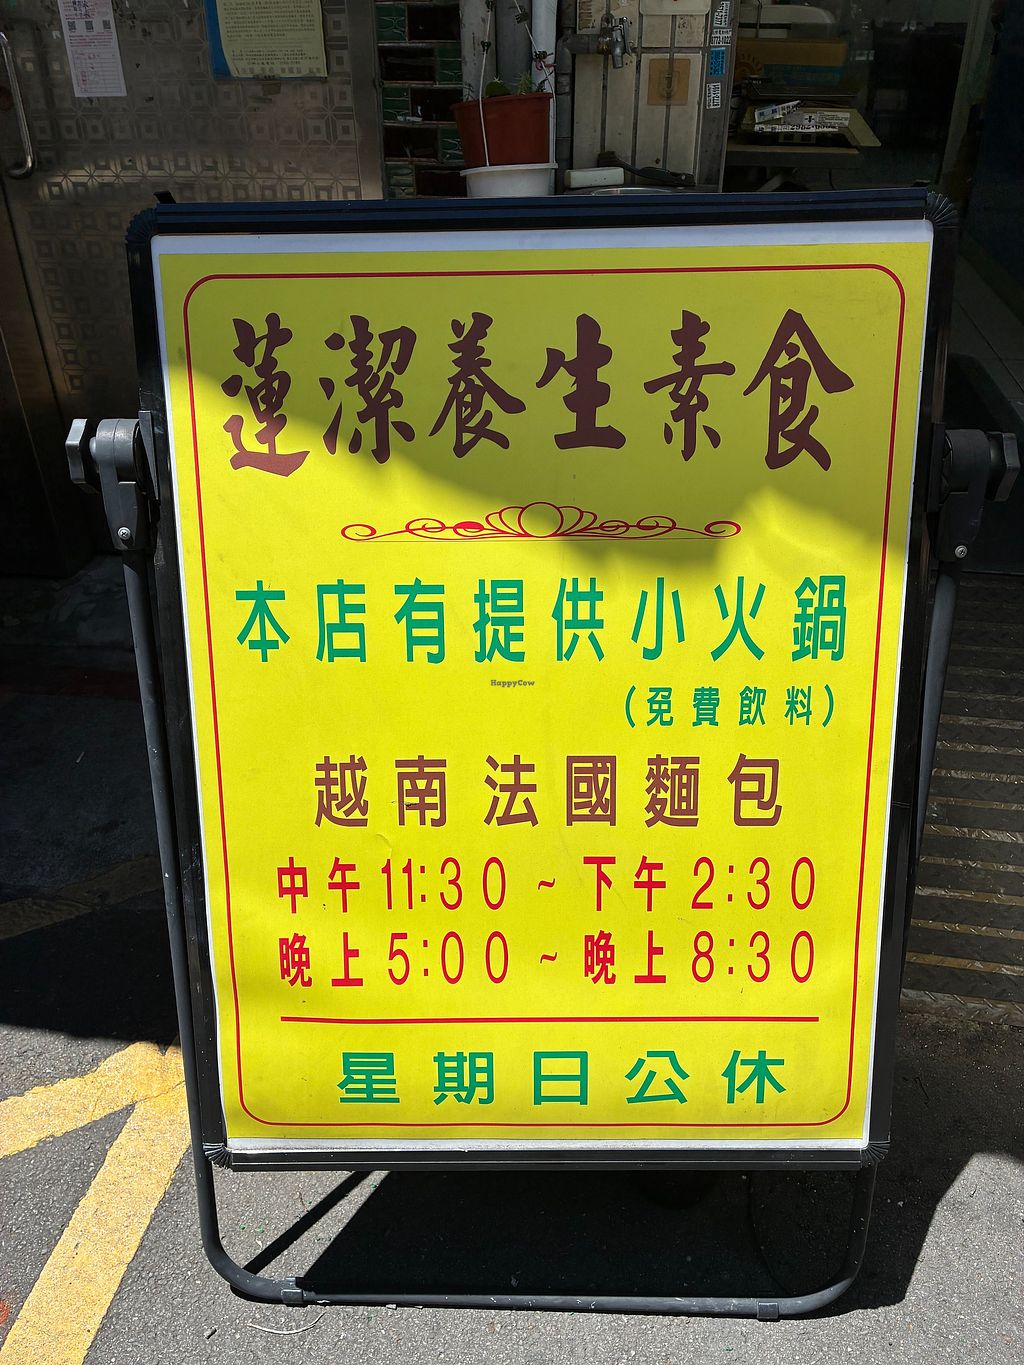 蓮潔養生素食
本店有提供小火鍋
HappyCow
(免費飲料)
越南法國麵包
中午11:30 ~ 下午2:30
晚上5:00 ~ 晚上8:30
星期日公休